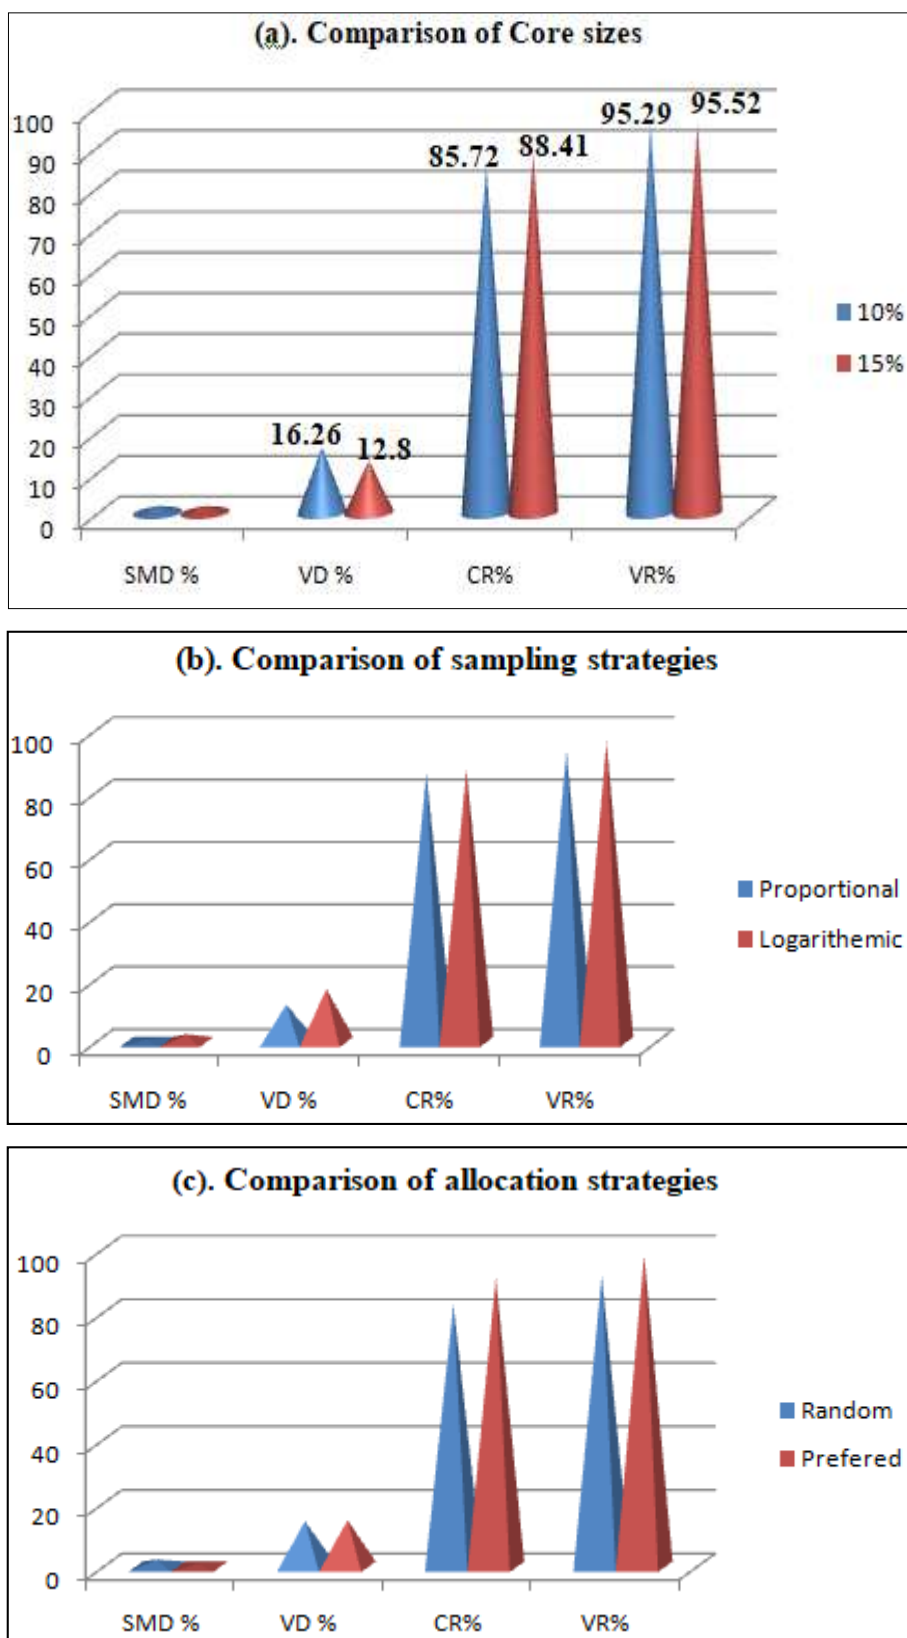 (a). Comparison of Core sizes
100
90
80
70
60
50
40
30
20
10
0
16.26
12.8
85.72
88.41
95.29
95.52
SMD %
VD %
CR%
VR%
10%
15%
(b). Comparison of sampling strategies
100
80
60
40
20
0
SMD %
VD %
CR%
VR%
Proportional
Logarithemic
(c). Comparison of allocation strategies
100
80
60
40
20
0
SMD %
VD %
CR%
VR%
Random
Prefered